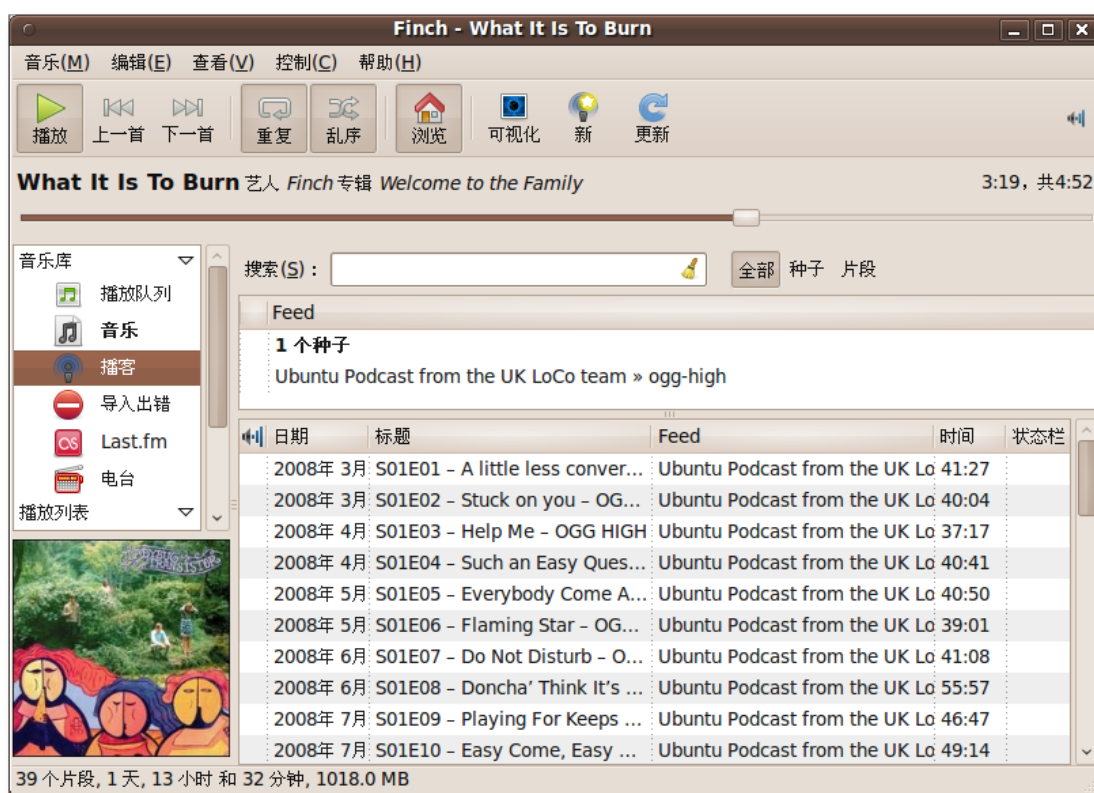 Finch - What It Is To Burn
音乐(M) 编辑(E) 查看(V) 控制(C) 帮助(H)
播放 上一首 下一首 重复 乱序 浏览 可视化 新 更新
What It Is To Burn 艺人 Finch 专辑 Welcome to the Family 3:19，共4:52
音乐库
播放队列
音乐
播客
导入出错
Last.fm
电台
播放列表
搜索(S)： 全部 种子 片段
Feed
1 个种子
Ubuntu Podcast from the UK LoCo team » ogg-high
日期 标题 Feed 时间 状态栏
2008年 3月 S01E01 – A little less conver... Ubuntu Podcast from the UK Lo 41:27
2008年 3月 S01E02 – Stuck on you – OG... Ubuntu Podcast from the UK Lo 40:04
2008年 4月 S01E03 – Help Me – OGG HIGH Ubuntu Podcast from the UK Lo 37:17
2008年 4月 S01E04 – Such an Easy Ques... Ubuntu Podcast from the UK Lo 40:41
2008年 5月 S01E05 – Everybody Come A... Ubuntu Podcast from the UK Lo 40:50
2008年 5月 S01E06 – Flaming Star – OG... Ubuntu Podcast from the UK Lo 39:01
2008年 6月 S01E07 – Do Not Disturb – O... Ubuntu Podcast from the UK Lo 41:08
2008年 6月 S01E08 – Doncha’ Think It’s ... Ubuntu Podcast from the UK Lo 55:57
2008年 7月 S01E09 – Playing For Keeps ... Ubuntu Podcast from the UK Lo 46:47
2008年 7月 S01E10 – Easy Come, Easy ... Ubuntu Podcast from the UK Lo 49:14
39 个片段, 1 天, 13 小时 和 32 分钟, 1018.0 MB